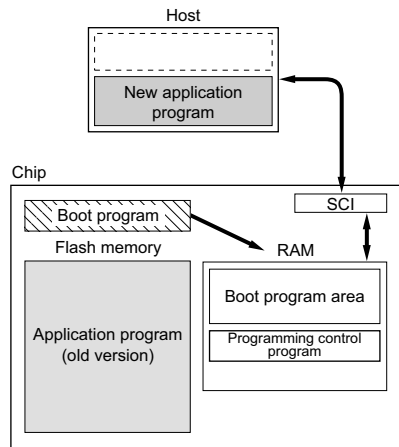 Host
New application
program
Chip
SCI
Boot program
Flash memory
RAM
Boot program area
Application program
(old version)
Programming control
program